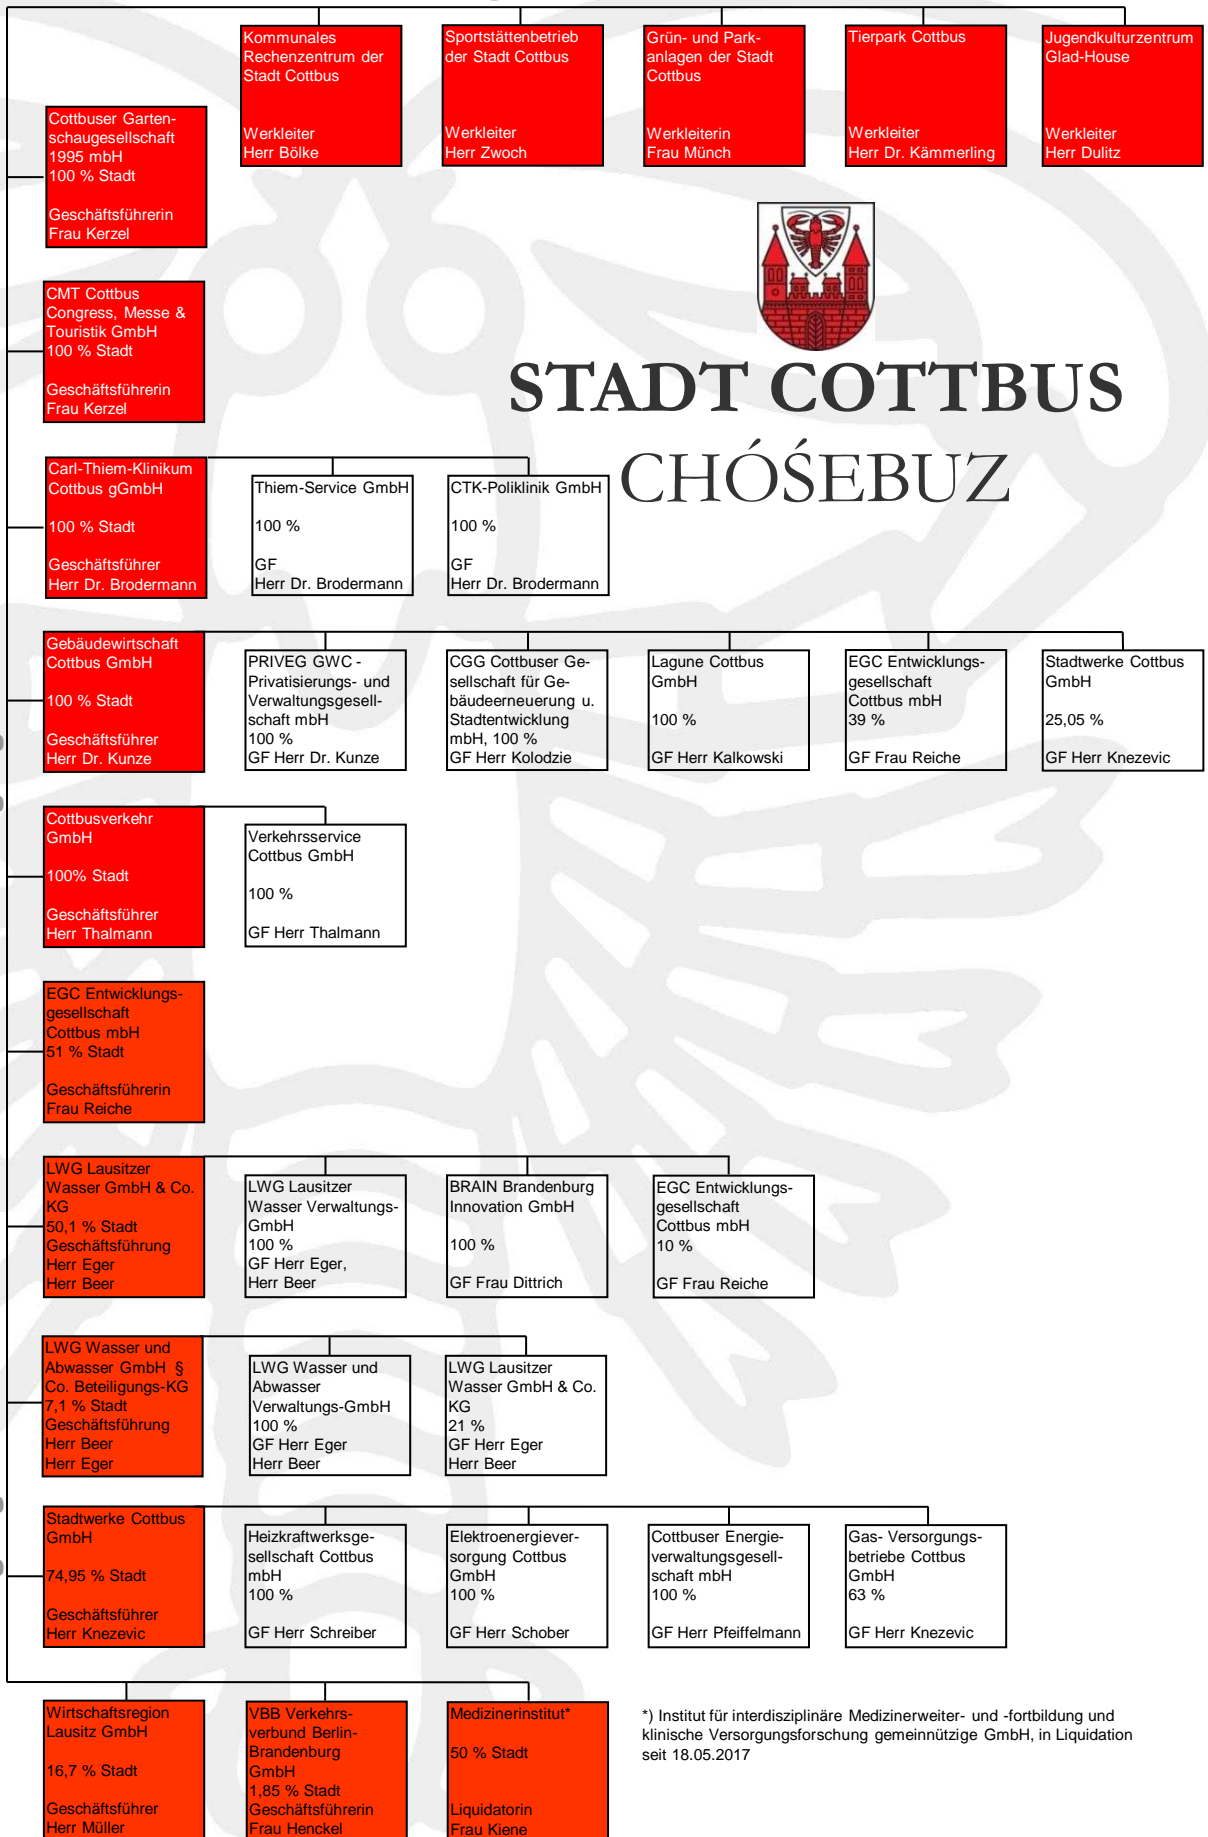 Kommunales
Rechenzentrum der
Stadt Cottbus
Werkleiter
Herr Bölke
Sportstättenbetrieb
der Stadt Cottbus
Werkleiter
Herr Zwoch
Grün- und Park-
anlagen der Stadt
Cottbus
Werkleiterin
Frau Münch
Tierpark Cottbus
Werkleiter
Herr Dr. Kämmerling
Jugendkulturzentrum
Glad-House
Werkleiter
Herr Dulitz
Cottbuser Garten-
schaugesellschaft
1995 mbH
100 % Stadt
Geschäftsführerin
Frau Kerzel
CMT Cottbus
Congress, Messe &
Touristik GmbH
100 % Stadt
Geschäftsführerin
Frau Kerzel
STADT COTTBUS
CHÓŚEBUZ
Carl-Thiem-Klinikum
Cottbus gGmbH
100 % Stadt
Geschäftsführer
Herr Dr. Brodermann
Thiem-Service GmbH
100 %
GF
Herr Dr. Brodermann
CTK-Poliklinik GmbH
100 %
GF
Herr Dr. Brodermann
Gebäudewirtschaft
Cottbus GmbH
100 % Stadt
Geschäftsführer
Herr Dr. Kunze
PRIVEG GWC -
Privatisierungs- und
Verwaltungsgesell-
schaft mbH
100 %
GF Herr Dr. Kunze
CGG Cottbuser Ge-
sellschaft für Ge-
bäudeerneuerung u.
Stadtentwicklung
mbH, 100 %
GF Herr Kolodzie
Lagune Cottbus
GmbH
100 %
GF Herr Kalkowski
EGC Entwicklungs-
gesellschaft
Cottbus mbH
39 %
GF Frau Reiche
Stadtwerke Cottbus
GmbH
25,05 %
GF Herr Knezevic
Cottbusverkehr
GmbH
100% Stadt
Geschäftsführer
Herr Thalmann
Verkehrsservice
Cottbus GmbH
100 %
GF Herr Thalmann
EGC Entwicklungs-
gesellschaft
Cottbus mbH
51 % Stadt
Geschäftsführerin
Frau Reiche
LWG Lausitzer
Wasser GmbH & Co.
KG
50,1 % Stadt
Geschäftsführung
Herr Eger
Herr Beer
LWG Lausitzer
Wasser Verwaltungs-
GmbH
100 %
GF Herr Eger,
Herr Beer
BRAIN Brandenburg
Innovation GmbH
100 %
GF Frau Dittrich
EGC Entwicklungs-
gesellschaft
Cottbus mbH
10 %
GF Frau Reiche
LWG Wasser und
Abwasser GmbH §
Co. Beteiligungs-KG
7,1 % Stadt
Geschäftsführung
Herr Beer
Herr Eger
LWG Wasser und
Abwasser
Verwaltungs-GmbH
100 %
GF Herr Eger
Herr Beer
LWG Lausitzer
Wasser GmbH & Co.
KG
21 %
GF Herr Eger
Herr Beer
Stadtwerke Cottbus
GmbH
74,95 % Stadt
Geschäftsführer
Herr Knezevic
Heizkraftwerksge-
sellschaft Cottbus
mbH
100 %
GF Herr Schreiber
Elektroenergiever-
sorgung Cottbus
GmbH
100 %
GF Herr Schober
Cottbuser Energie-
verwaltungsgesell-
schaft mbH
100 %
GF Herr Pfeiffelmann
Gas- Versorgungs-
betriebe Cottbus
GmbH
63 %
GF Herr Knezevic
Wirtschaftsregion
Lausitz GmbH
16,7 % Stadt
Geschäftsführer
Herr Müller
VBB Verkehrs-
verbund Berlin-
Brandenburg
GmbH
1,85 % Stadt
Geschäftsführerin
Frau Henckel
Medizinerinstitut*
50 % Stadt
Liquidatorin
Frau Kiene
*) Institut für interdisziplinäre Medizinerweiter- und -fortbildung und
klinische Versorgungsforschung gemeinnützige GmbH, in Liquidation
seit 18.05.2017